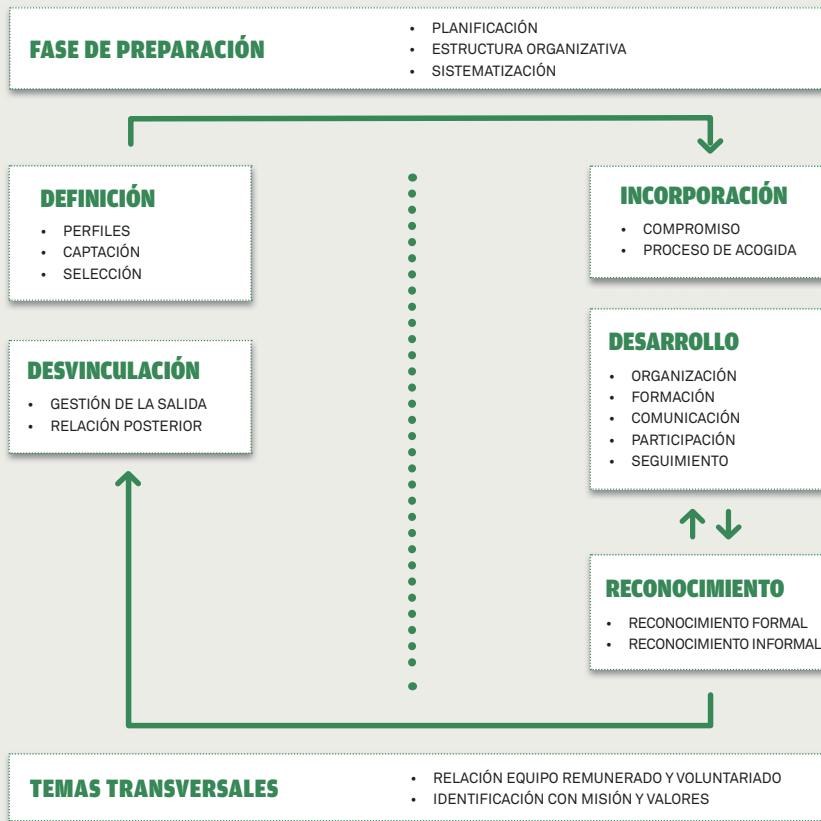 FASE DE PREPARACIÓN
• PLANIFICACIÓN
• ESTRUCTURA ORGANIZATIVA
• SISTEMATIZACIÓN
DEFINICIÓN
• PERFILES
• CAPTACIÓN
• SELECCIÓN
INCORPORACIÓN
• COMPROMISO
• PROCESO DE ACOGIDA
DESARROLLO
• ORGANIZACIÓN
• FORMACIÓN
• COMUNICACIÓN
• PARTICIPACIÓN
• SEGUIMIENTO
RECONOCIMIENTO
• RECONOCIMIENTO FORMAL
• RECONOCIMIENTO INFORMAL
DESVINCULACIÓN
• GESTIÓN DE LA SALIDA
• RELACIÓN POSTERIOR
TEMAS TRANSVERSALES
• RELACIÓN EQUIPO REMUNERADO Y VOLUNTARIADO
• IDENTIFICACIÓN CON MISIÓN Y VALORES